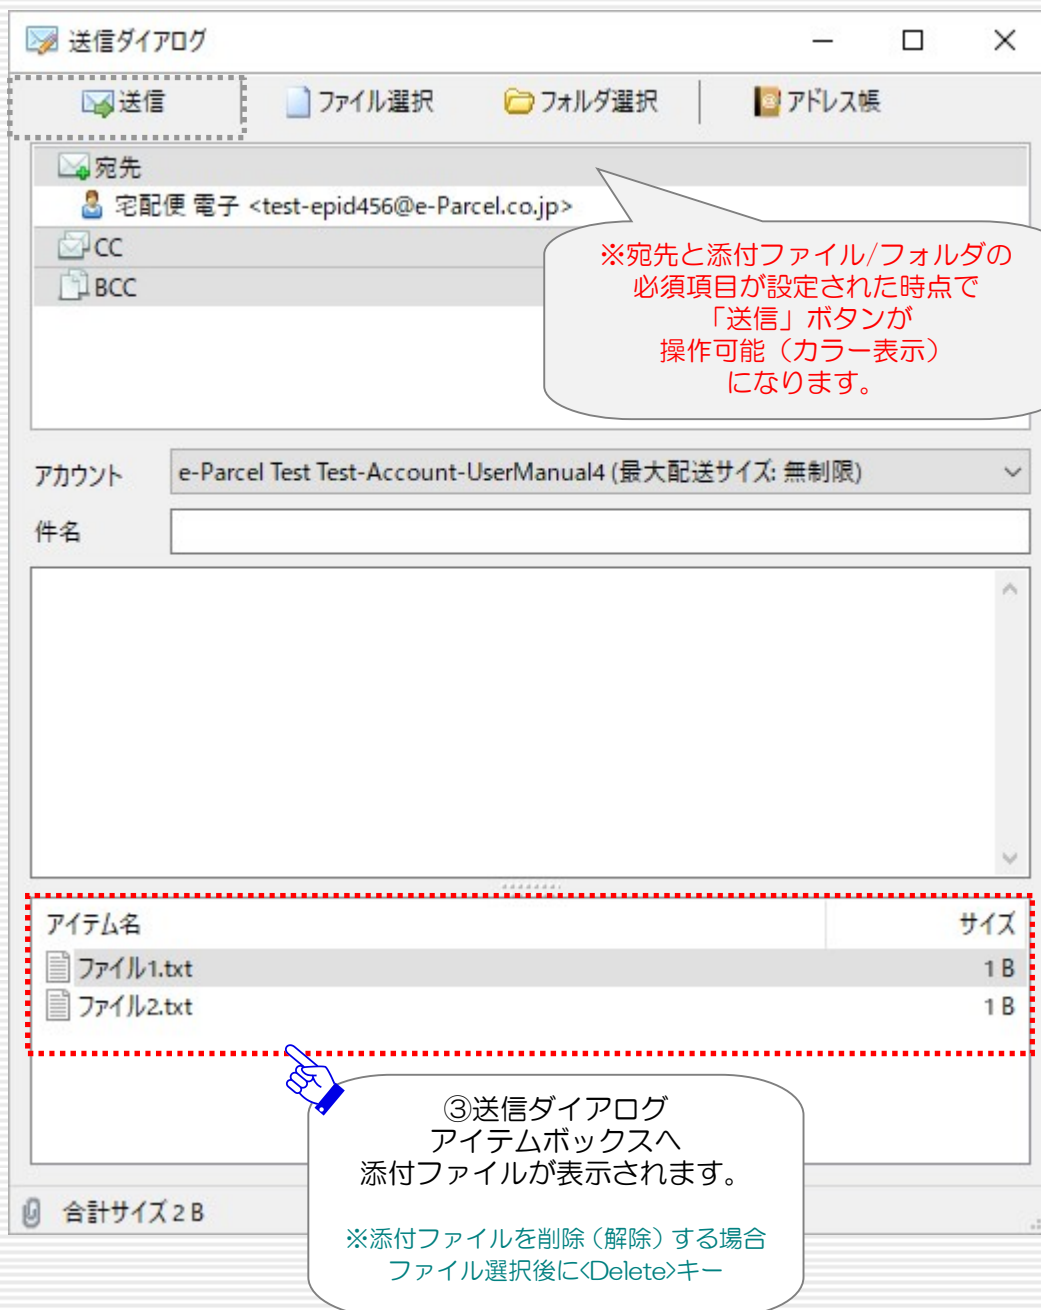 送信ダイアログ
送信 ファイル選択 フォルダ選択 アドレス帳
宛先
宅配便 電子 <test-epid456@e-Parcel.co.jp>
CC
BCC
※宛先と添付ファイル/フォルダの
必須項目が設定された時点で
「送信」ボタンが
操作可能（カラー表示）
になります。
アカウント e-Parcel Test Test-Account-UserManual4 (最大配送サイズ: 無制限)
件名
アイテム名 サイズ
ファイル1.txt 1 B
ファイル2.txt 1 B
③送信ダイアログ
アイテムボックスへ
添付ファイルが表示されます。
※添付ファイルを削除（解除）する場合
ファイル選択後に<Delete>キー
合計サイズ 2 B